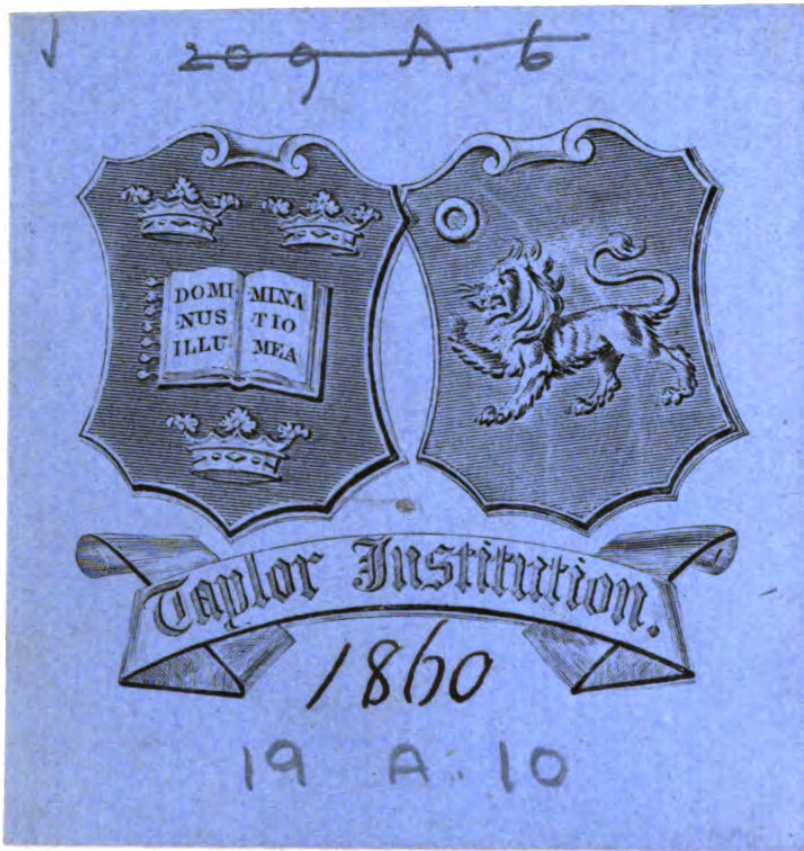 209 A. 6
DOMI MINA
NUS TIO
ILLU MEA
Taylor Institution.
1860
19 A. 10